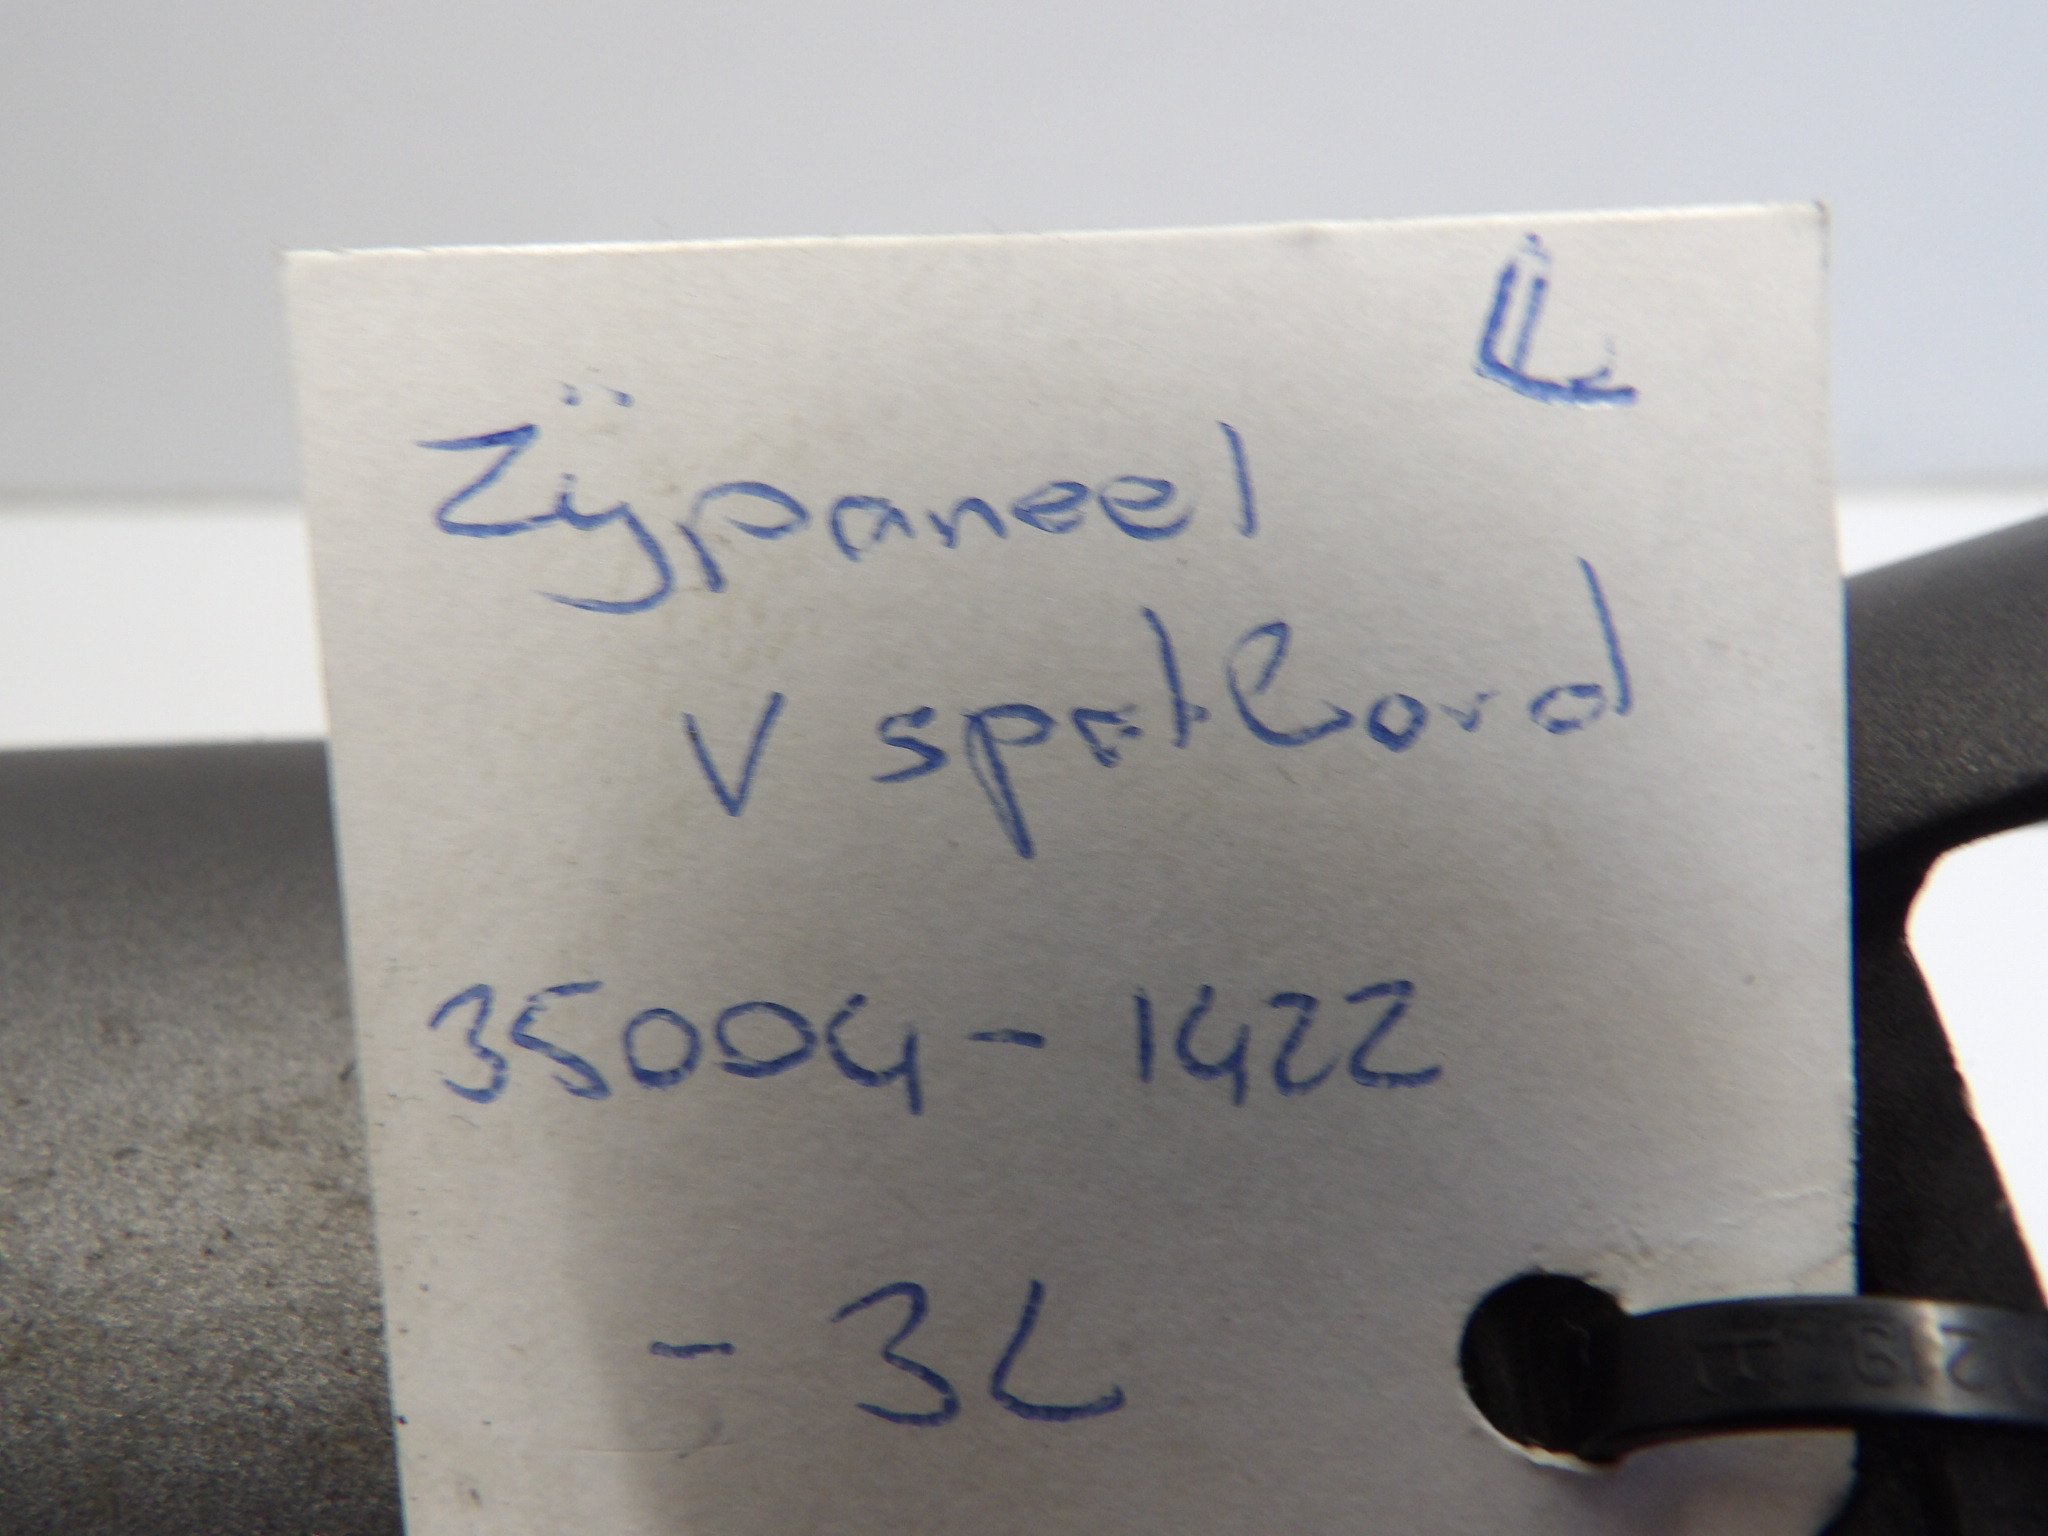 L
Zijpaneel
V spatbord
35004-1422
- 3L